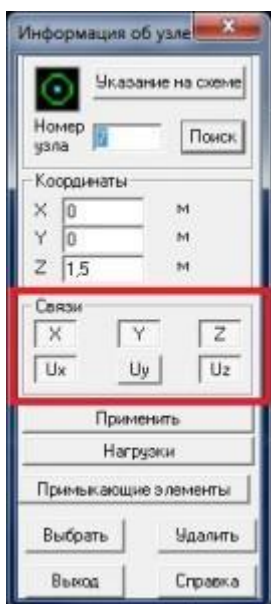 Информация об узле
Указание на схеме
Номер узла 7 Поиск
Координаты
X 0 м
Y 0 м
Z 1,5 м
Связи
X Y Z
Ux Uy Uz
Применить
Нагрузки
Примыкающие элементы
Выбрать Удалить
Выход Справка